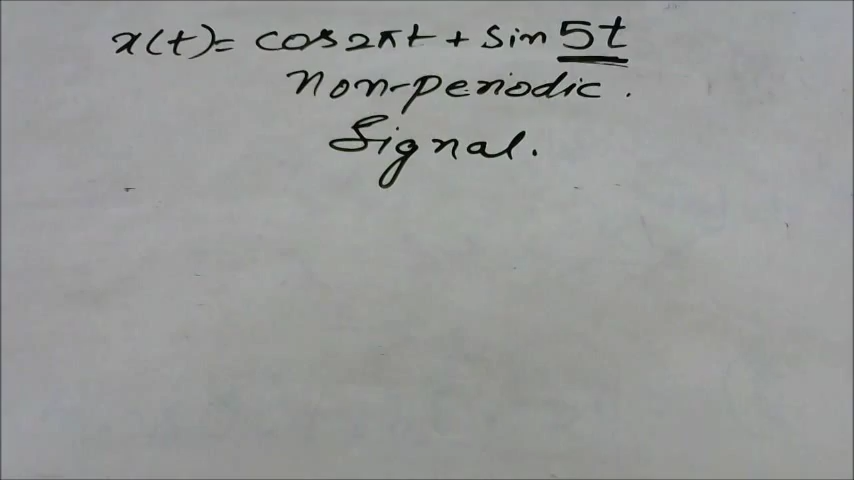 x(t)= cos2πt + sin 5t
non-periodic.
Signal.